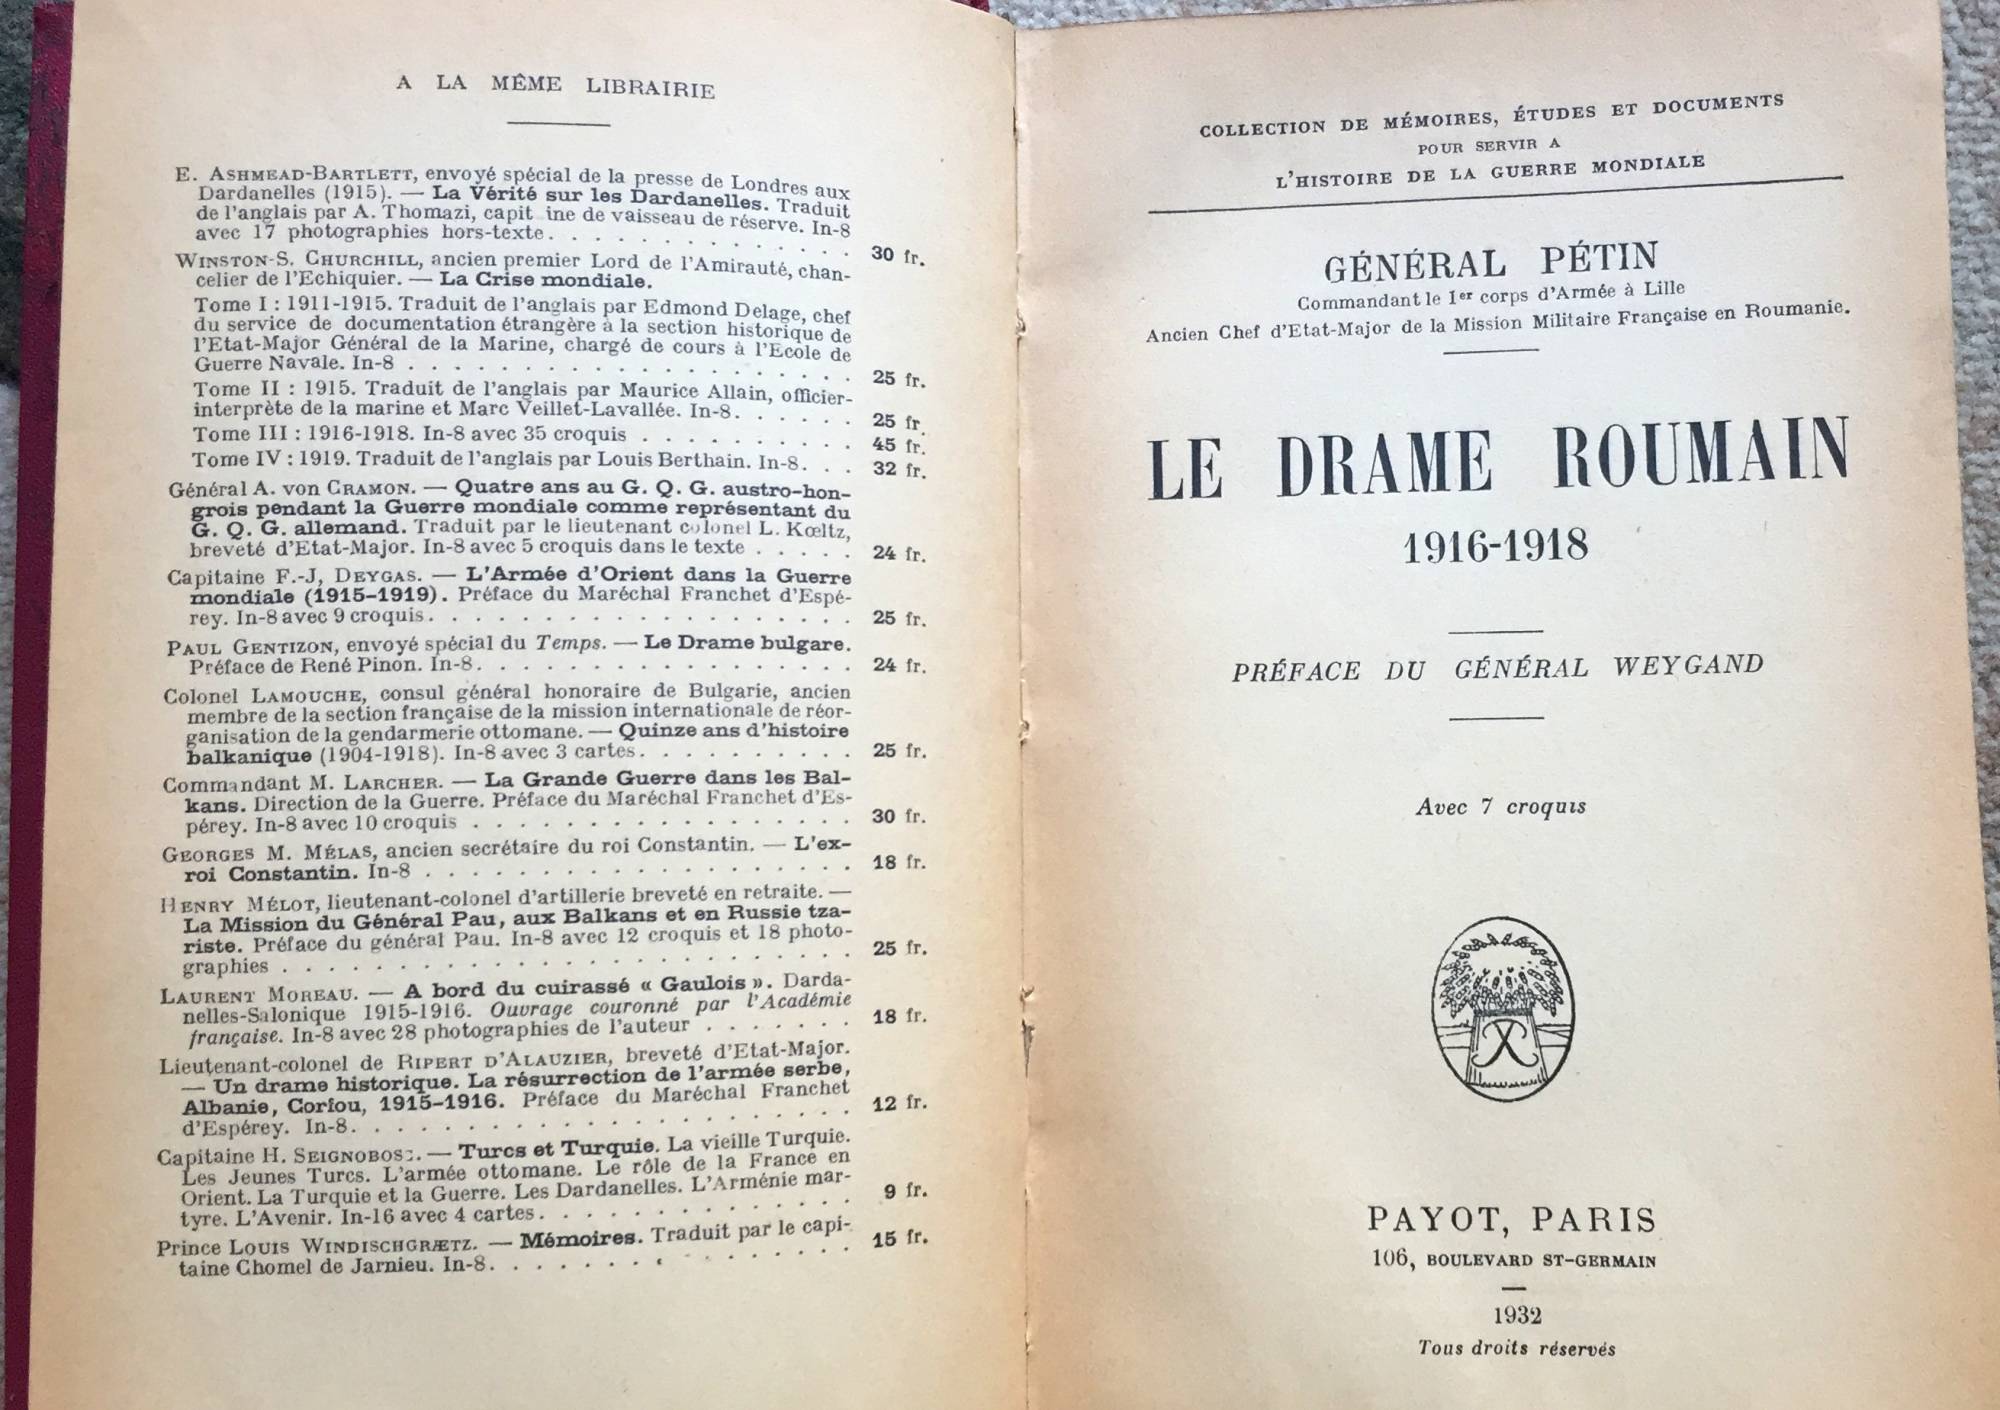 A LA MÊME LIBRAIRIE
E. ASHMEAD-BARTLETT, envoyé spécial de la presse de Londres aux
Dardanelles (1915). — La Vérité sur les Dardanelles. Traduit
de l'anglais par A. Thomazi, capit ine de vaisseau de réserve. In-8
avec 17 photographies hors-texte. . . . . . . . . . . . . . . 30 fr.
WINSTON-S. CHURCHILL, ancien premier Lord de l'Amirauté, chan-
celier de l'Echiquier. — La Crise mondiale.
Tome I : 1911-1915. Traduit de l'anglais par Edmond Delage, chef
du service de documentation étrangère à la section historique de
l'Etat-Major Général de la Marine, chargé de cours à l'Ecole de
Guerre Navale. In-8 . . . . . . . . . . . . . . . . . . . 25 fr.
Tome II : 1915. Traduit de l'anglais par Maurice Allain, officier-
interprète de la marine et Marc Veillet-Lavallée. In-8. . . . . . 25 fr
Tome III : 1916-1918. In-8 avec 35 croquis . . . . . . . . . . 45 fr.
Tome IV : 1919. Traduit de l'anglais par Louis Berthain. In-8. . . 32 fr.
Général A. von CRAMON. — Quatre ans au G. Q. G. austro-hon-
grois pendant la Guerre mondiale comme représentant du
G. Q. G. allemand. Traduit par le lieutenant colonel L. Kœltz,
breveté d'Etat-Major. In-8 avec 5 croquis dans le texte . . . . . 24 fr.
Capitaine F.-J, DEYGAS. — L'Armée d'Orient dans la Guerre
mondiale (1915-1919). Préface du Maréchal Franchet d'Espé-
rey. In-8 avec 9 croquis. . . . . . . . . . . . . . . . . . . 25 fr.
PAUL GENTIZON, envoyé spécial du Temps. — Le Drame bulgare.
Préface de René Pinon. In-8. . . . . . . . . . . . . . . . . 24 fr.
Colonel LAMOUCHE, consul général honoraire de Bulgarie, ancien
membre de la section française de la mission internationale de réor-
ganisation de la gendarmerie ottomane. — Quinze ans d'histoire
balkanique (1904-1918). In-8 avec 3 cartes. . . . . . . . . . . 25 fr.
Commandant M. LARCHER. — La Grande Guerre dans les Bal-
kans. Direction de la Guerre. Préface du Maréchal Franchet d'Es-
pérey. In-8 avec 10 croquis . . . . . . . . . . . . . . . . . 30 fr.
GEORGES M. MÉLAS, ancien secrétaire du roi Constantin. — L'ex-
roi Constantin. In-8 . . . . . . . . . . . . . . . . . . . 18 fr.
HENRY MÉLOT, lieutenant-colonel d'artillerie breveté en retraite. —
La Mission du Général Pau, aux Balkans et en Russie tza-
riste. Préface du général Pau. In-8 avec 12 croquis et 18 photo-
graphies . . . . . . . . . . . . . . . . . . . . . . . . . 25 fr.
LAURENT MOREAU. — A bord du cuirassé « Gaulois ». Darda-
nelles-Salonique 1915-1916. Ouvrage couronné par l'Académie
française. In-8 avec 28 photographies de l'auteur . . . . . . . 18 fr.
Lieutenant-colonel de RIPERT D'ALAUZIER, breveté d'Etat-Major.
— Un drame historique. La résurrection de l'armée serbe,
Albanie, Corfou, 1915-1916. Préface du Maréchal Franchet
d'Espérey. In-8. . . . . . . . . . . . . . . . . . . . . . 12 fr.
Capitaine H. SEIGNOBOSC. — Turcs et Turquie. La vieille Turquie.
Les Jeunes Turcs. L'armée ottomane. Le rôle de la France en
Orient. La Turquie et la Guerre. Les Dardanelles. L'Arménie mar-
tyre. L'Avenir. In-16 avec 4 cartes. . . . . . . . . . . . . . 9 fr.
Prince LOUIS WINDISCHGRÆTZ. — Mémoires. Traduit par le capi-
taine Chomel de Jarnieu. In-8. . . . . . . . . . . . . . . . 15 fr.
COLLECTION DE MÉMOIRES, ÉTUDES ET DOCUMENTS
POUR SERVIR A
L'HISTOIRE DE LA GUERRE MONDIALE
GÉNÉRAL PÉTIN
Commandant le 1er corps d'Armée à Lille
Ancien Chef d'Etat-Major de la Mission Militaire Française en Roumanie.
LE DRAME ROUMAIN
1916-1918
PRÉFACE DU GÉNÉRAL WEYGAND
Avec 7 croquis
PAYOT, PARIS
106, BOULEVARD ST-GERMAIN
1932
Tous droits réservés